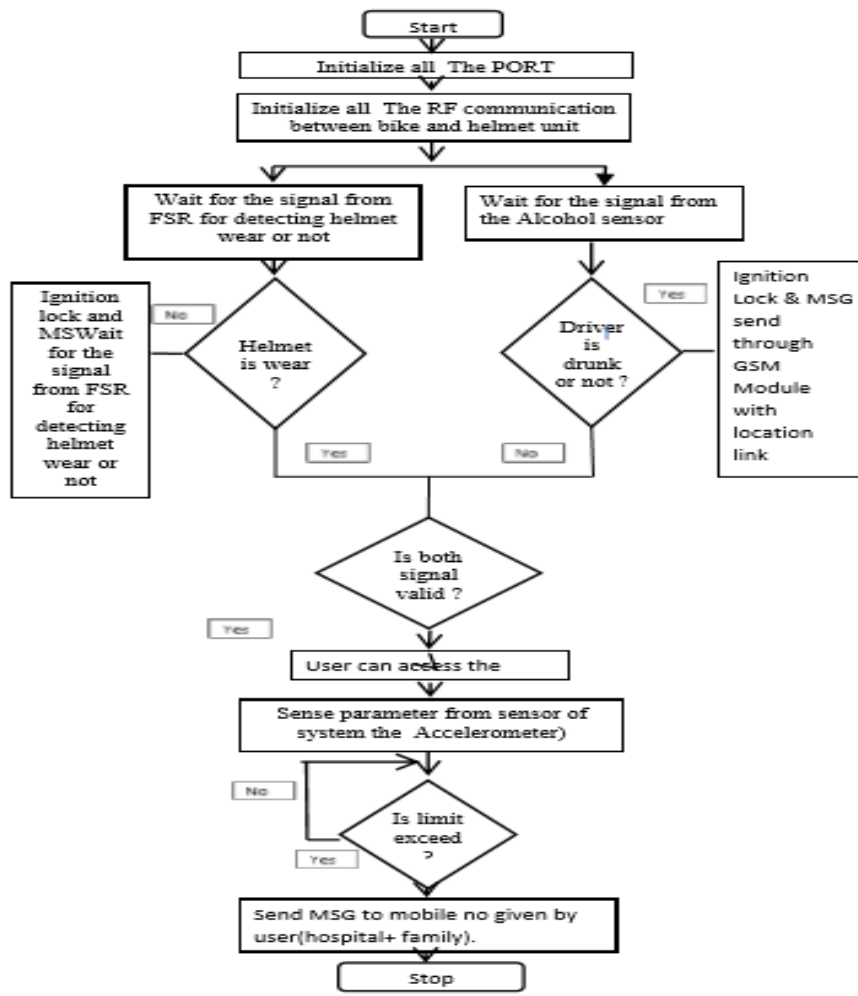 Start
Initialize all The PORT
Initialize all The RF communication
between bike and helmet unit
Wait for the signal from
FSR for detecting helmet
wear or not
Wait for the signal from
the Alcohol sensor
Ignition
lock and
MSWait
for the
signal
from FSR
for
detecting
helmet
wear or
not
No
Helmet
is wear
?
Driver
is
drunk
or not ?
Yes
Ignition
Lock & MSG
send
through
GSM
Module
with
location
link
Yes
No
Is both
signal
valid ?
Yes
User can access the
Sense parameter from sensor of
system the Accelerometer)
No
Is limit
exceed
?
Yes
Send MSG to mobile no given by
user(hospital+ family).
Stop